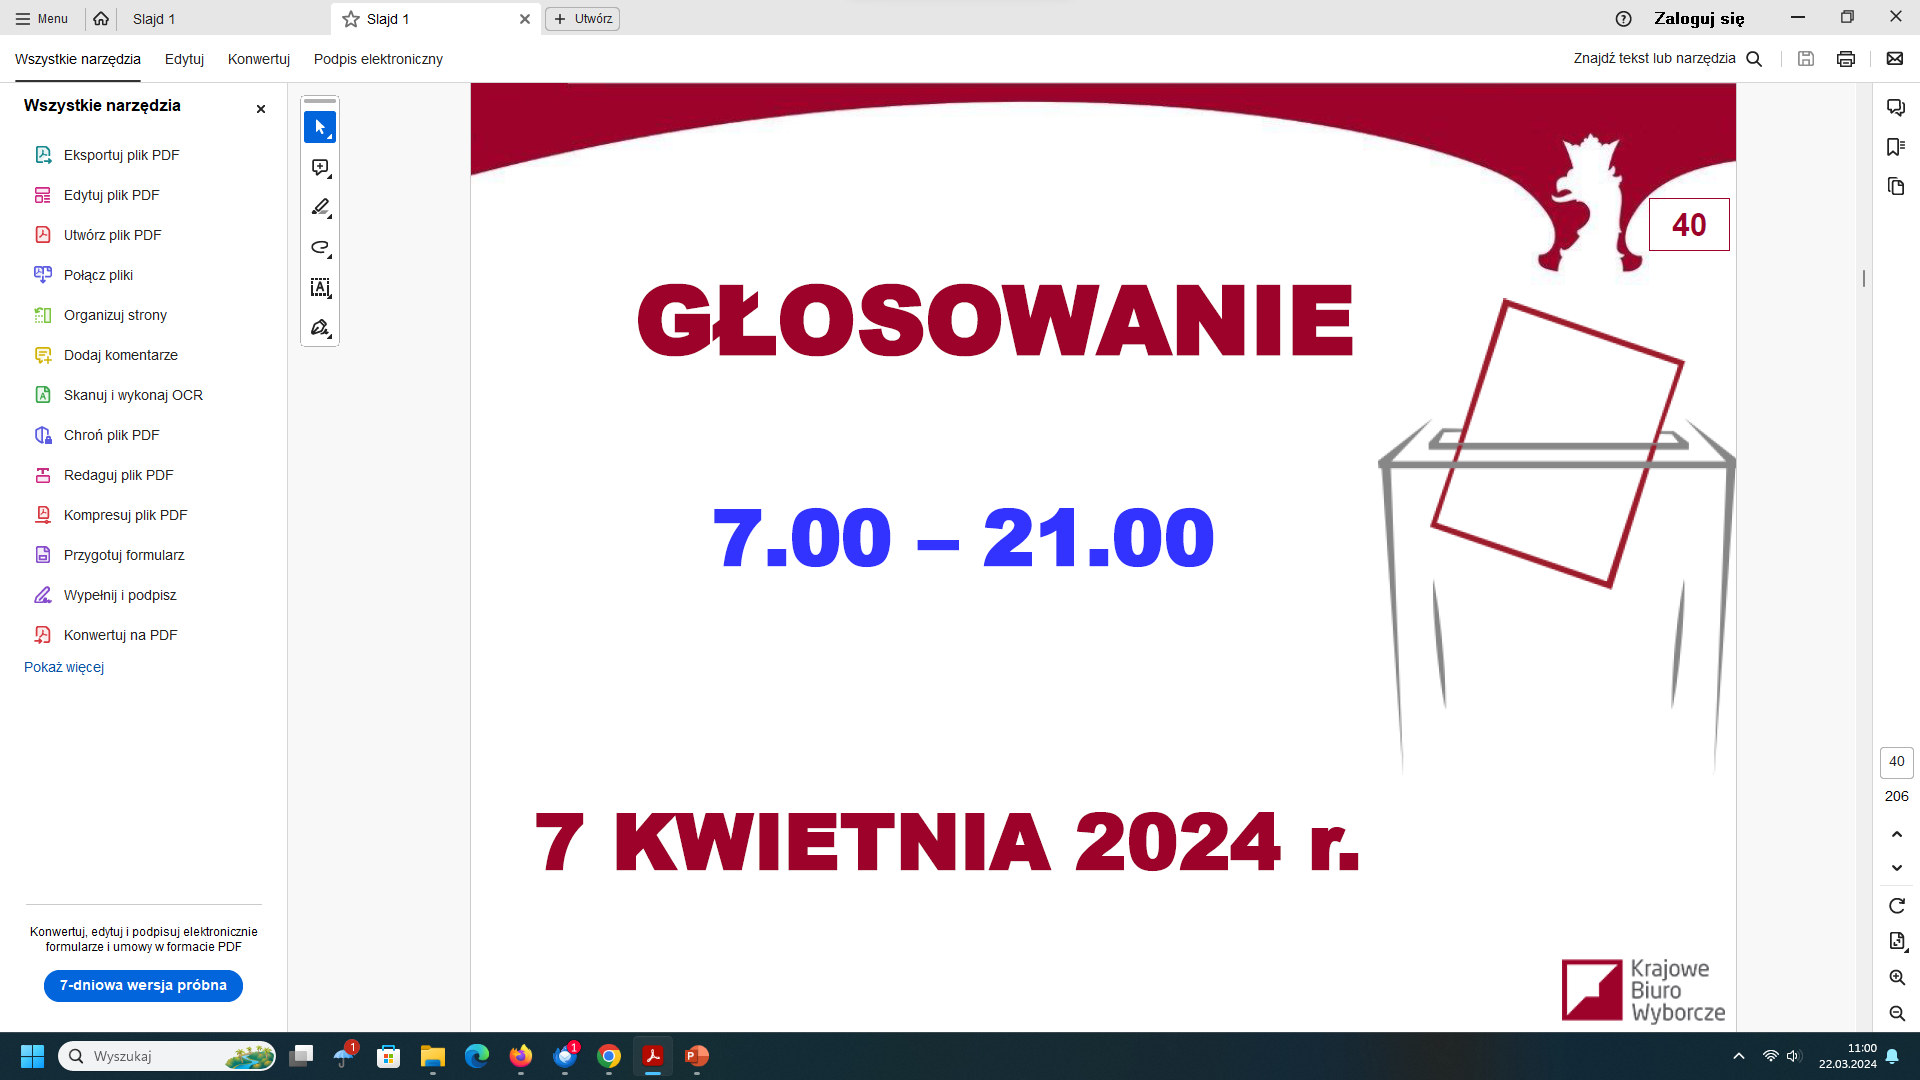 Menu
Slajd 1
Slajd 1
Utwórz
Zaloguj się
Wszystkie narzędzia
Edytuj
Konwertuj
Podpis elektroniczny
Znajdź tekst lub narzędzia
Wszystkie narzędzia
Eksportuj plik PDF
Edytuj plik PDF
Utwórz plik PDF
Połącz pliki
Organizuj strony
Dodaj komentarze
Skanuj i wykonaj OCR
Chroń plik PDF
Redaguj plik PDF
Kompresuj plik PDF
Przygotuj formularz
Wypełnij i podpisz
Konwertuj na PDF
Pokaż więcej
Konwertuj, edytuj i podpisuj elektronicznie
formularze i umowy w formacie PDF
7-dniowa wersja próbna
40
GŁOSOWANIE
7.00 – 21.00
7 KWIETNIA 2024 r.
Krajowe
Biuro
Wyborcze
40
206
Wyszukaj
1
1
11:00
22.03.2024